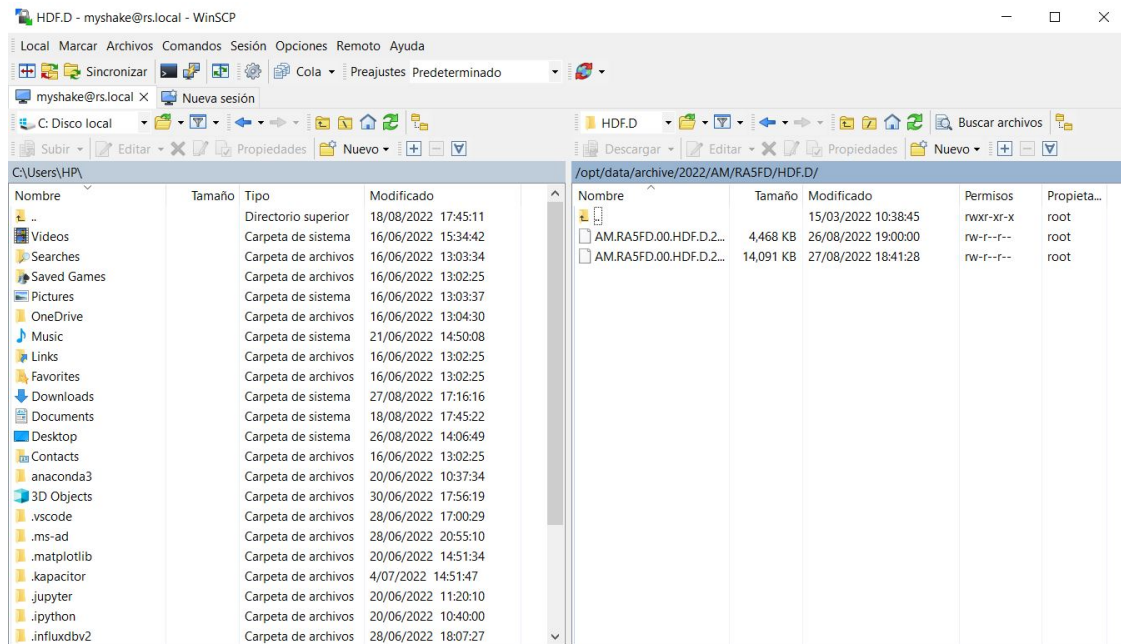 HDF.D - myshake@rs.local - WinSCP
Local Marcar Archivos Comandos Sesión Opciones Remoto Ayuda
Sincronizar Cola Preajustes Predeterminado
myshake@rs.local Nueva sesión
C: Disco local
Subir Editar Propiedades Nuevo
C:\Users\HP\
Nombre Tamaño Tipo Modificado
.. Directorio superior 18/08/2022 17:45:11
Videos Carpeta de sistema 16/06/2022 15:34:42
Searches Carpeta de archivos 16/06/2022 13:03:34
Saved Games Carpeta de archivos 16/06/2022 13:02:25
Pictures Carpeta de sistema 16/06/2022 13:03:37
OneDrive Carpeta de archivos 16/06/2022 13:04:30
Music Carpeta de sistema 21/06/2022 14:50:08
Links Carpeta de archivos 16/06/2022 13:02:25
Favorites Carpeta de archivos 16/06/2022 13:02:25
Downloads Carpeta de sistema 27/08/2022 17:16:16
Documents Carpeta de sistema 18/08/2022 17:45:22
Desktop Carpeta de sistema 26/08/2022 14:06:49
Contacts Carpeta de archivos 16/06/2022 13:02:25
anaconda3 Carpeta de archivos 20/06/2022 10:37:34
3D Objects Carpeta de archivos 30/06/2022 17:56:19
.vscode Carpeta de archivos 28/06/2022 17:00:29
.ms-ad Carpeta de archivos 28/06/2022 20:55:10
.matplotlib Carpeta de archivos 20/06/2022 14:51:34
.kapacitor Carpeta de archivos 4/07/2022 14:51:47
.jupyter Carpeta de archivos 20/06/2022 11:20:10
.ipython Carpeta de archivos 20/06/2022 10:40:00
.influxdbv2 Carpeta de archivos 28/06/2022 18:07:27
HDF.D Buscar archivos
Descargar Editar Propiedades Nuevo
/opt/data/archive/2022/AM/RA5FD/HDF.D/
Nombre Tamaño Modificado Permisos Propieta...
.. 15/03/2022 10:38:45 rwxr-xr-x root
AM.RA5FD.00.HDF.D.2... 4,468 KB 26/08/2022 19:00:00 rw-r--r-- root
AM.RA5FD.00.HDF.D.2... 14,091 KB 27/08/2022 18:41:28 rw-r--r-- root